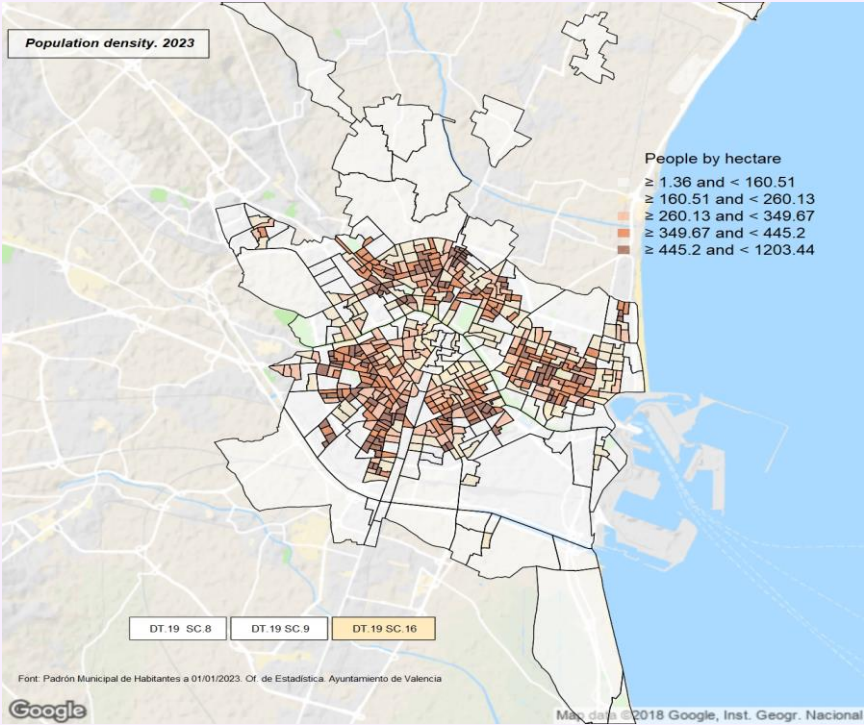 Population density. 2023
People by hectare
≥ 1.36 and < 160.51
≥ 160.51 and < 260.13
≥ 260.13 and < 349.67
≥ 349.67 and < 445.2
≥ 445.2 and < 1203.44
DT.19 SC.8
DT.19 SC.9
DT.19 SC.16
Font: Padrón Municipal de Habitantes a 01/01/2023. Of. de Estadística. Ayuntamiento de Valencia
Google
Map data ©2018 Google, Inst. Geogr. Nacional